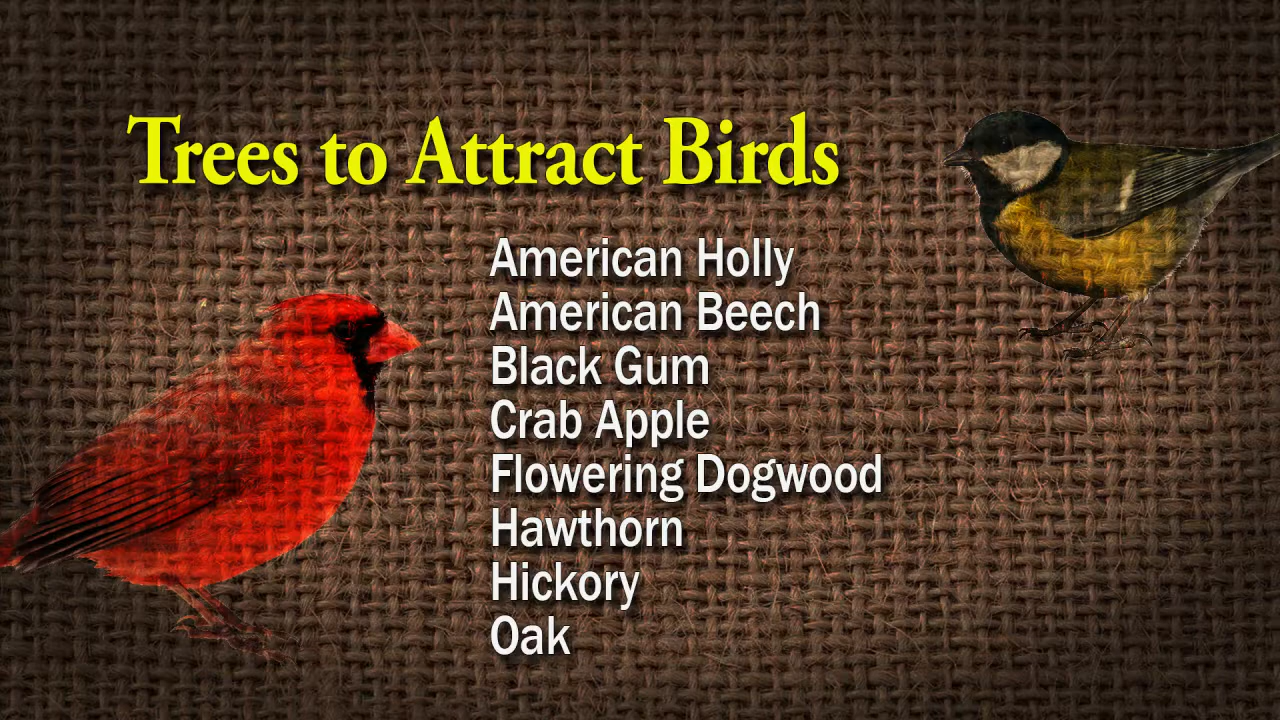 Trees to Attract Birds
American Holly
American Beech
Black Gum
Crab Apple
Flowering Dogwood
Hawthorn
Hickory
Oak